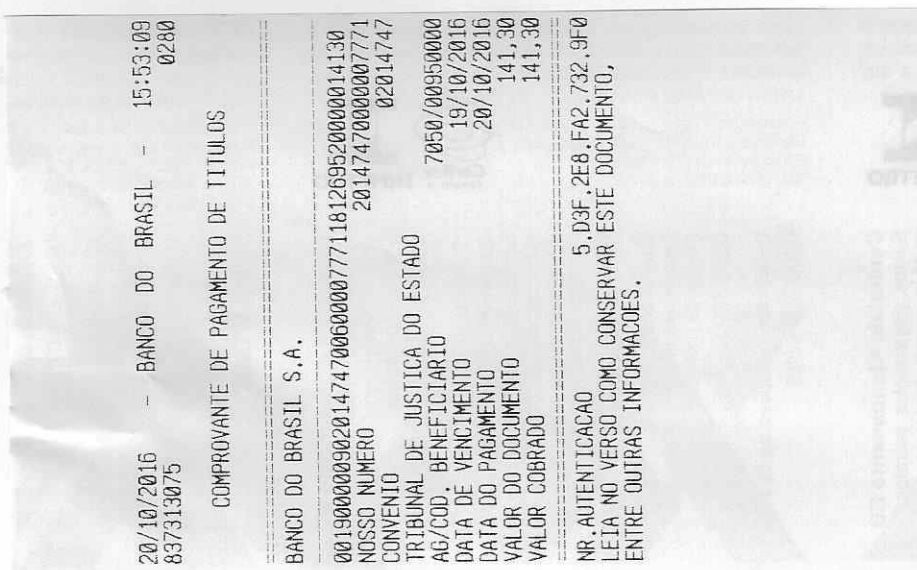 20/10/2016 - BANCO DO BRASIL - 15:53:09
837313075 0280
COMPROVANTE DE PAGAMENTO DE TITULOS
BANCO DO BRASIL S.A.
00190000090201474700600007771181269520000014130
NOSSO NUMERO 20147470000007771
CONVENIO 02014747
TRIBUNAL DE JUSTICA DO ESTADO
AG/COD. BENEFICIARIO 7050/00950000
DATA DE VENCIMENTO 19/10/2016
DATA DO PAGAMENTO 20/10/2016
VALOR DO DOCUMENTO 141,30
VALOR COBRADO 141,30
NR.AUTENTICACAO 5.D3F.2E8.FA2.732.9F0
LEIA NO VERSO COMO CONSERVAR ESTE DOCUMENTO,
ENTRE OUTRAS INFORMACOES.